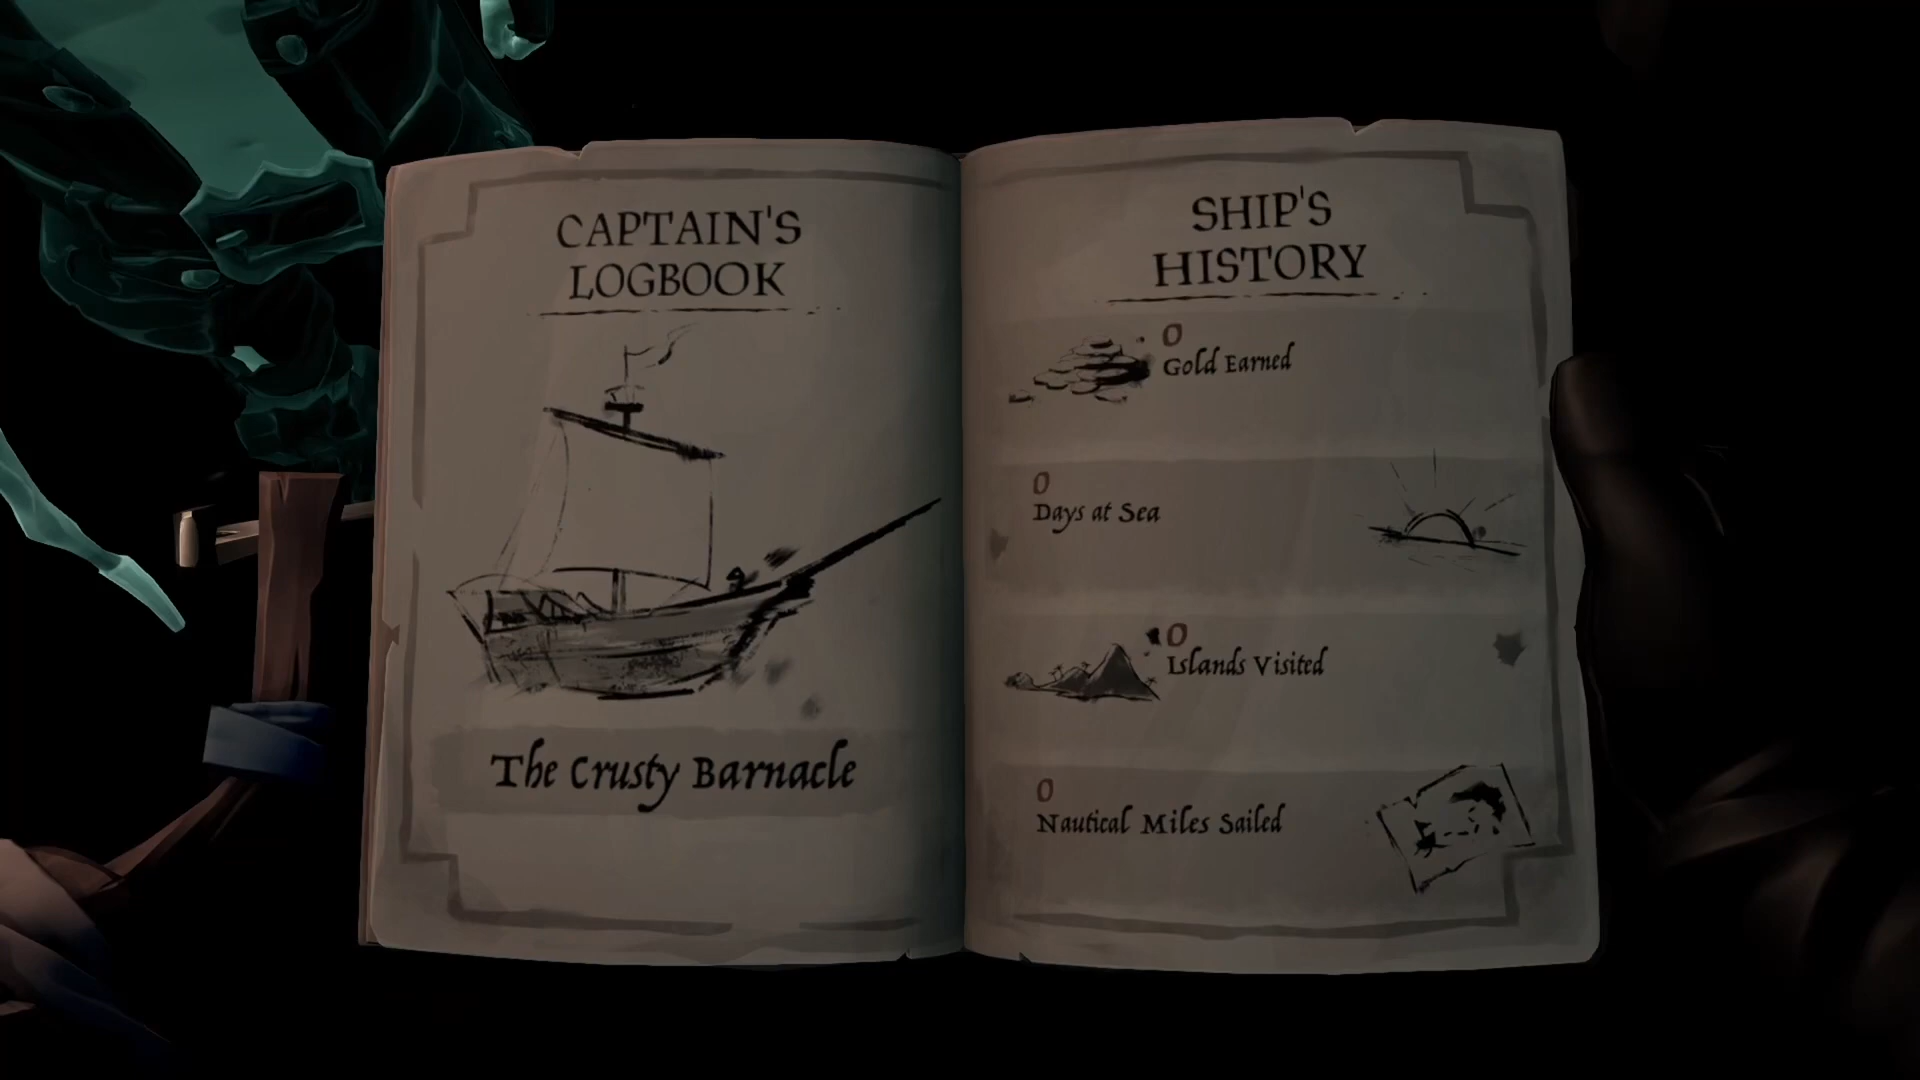 CAPTAIN'S
LOGBOOK
The Crusty Barnacle
SHIP'S
HISTORY
0
Gold Earned
0
Days at Sea
0
Islands Visited
0
Nautical Miles Sailed